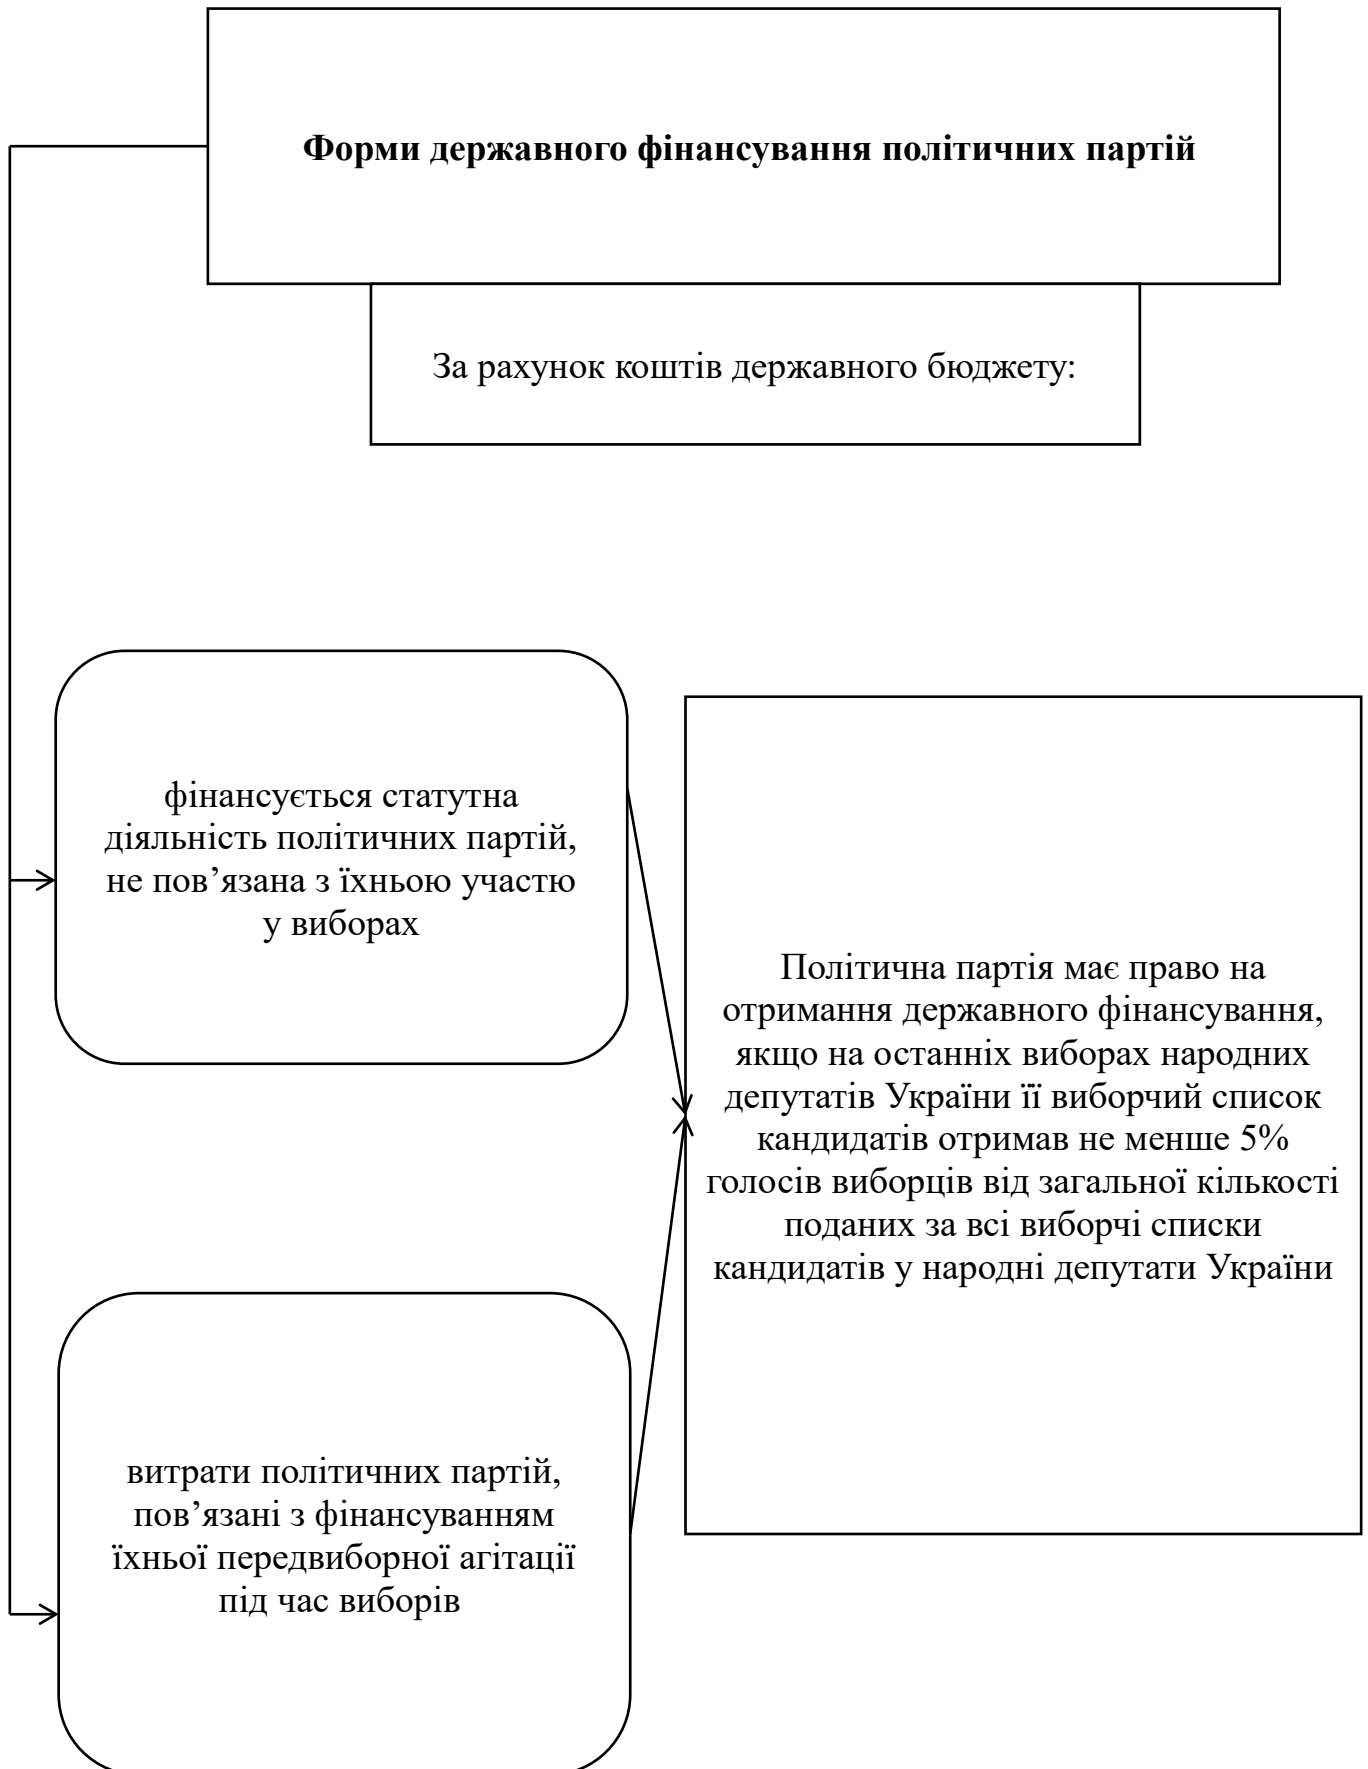 Форми державного фінансування політичних партій
За рахунок коштів державного бюджету:
фінансується статутна
діяльність політичних партій,
не пов’язана з їхньою участю
у виборах
Політична партія має право на
отримання державного фінансування,
якщо на останніх виборах народних
депутатів України її виборчий список
кандидатів отримав не менше 5%
голосів виборців від загальної кількості
поданих за всі виборчі списки
кандидатів у народні депутати України
витрати політичних партій,
пов’язані з фінансуванням
їхньої передвиборної агітації
під час виборів